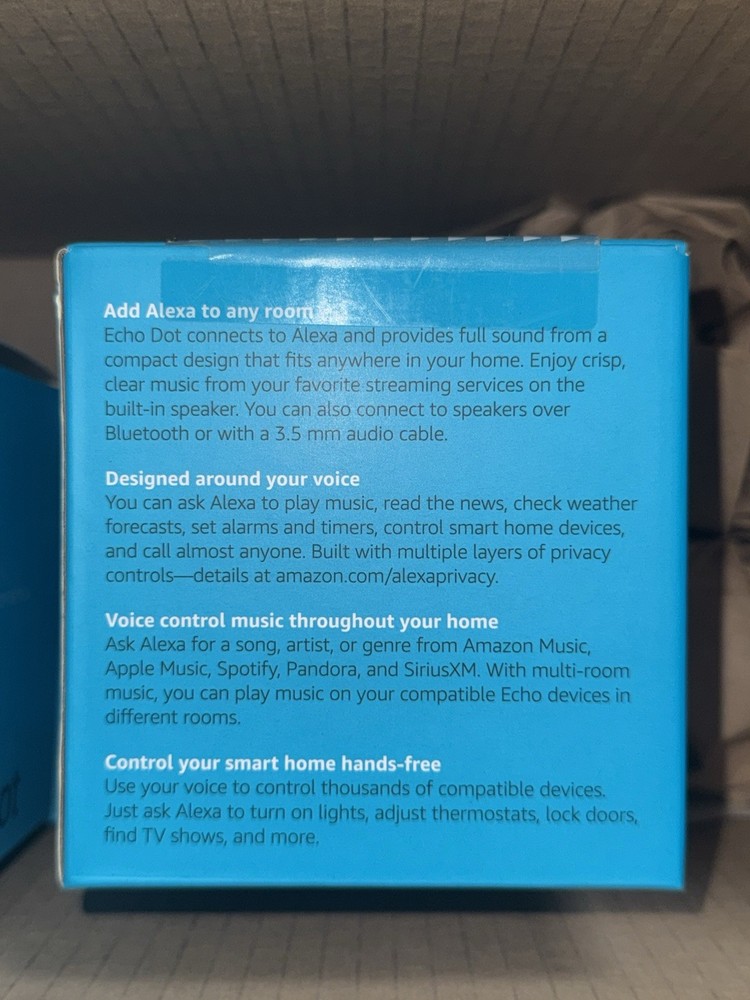 Add Alexa to any room
Echo Dot connects to Alexa and provides full sound from a
compact design that fits anywhere in your home. Enjoy crisp,
clear music from your favorite streaming services on the
built-in speaker. You can also connect to speakers over
Bluetooth or with a 3.5 mm audio cable.
Designed around your voice
You can ask Alexa to play music, read the news, check weather
forecasts, set alarms and timers, control smart home devices,
and call almost anyone. Built with multiple layers of privacy
controls—details at amazon.com/alexaprivacy.
Voice control music throughout your home
Ask Alexa for a song, artist, or genre from Amazon Music,
Apple Music, Spotify, Pandora, and SiriusXM. With multi-room
music, you can play music on your compatible Echo devices in
different rooms.
Control your smart home hands-free
Use your voice to control thousands of compatible devices.
Just ask Alexa to turn on lights, adjust thermostats, lock doors,
find TV shows, and more.